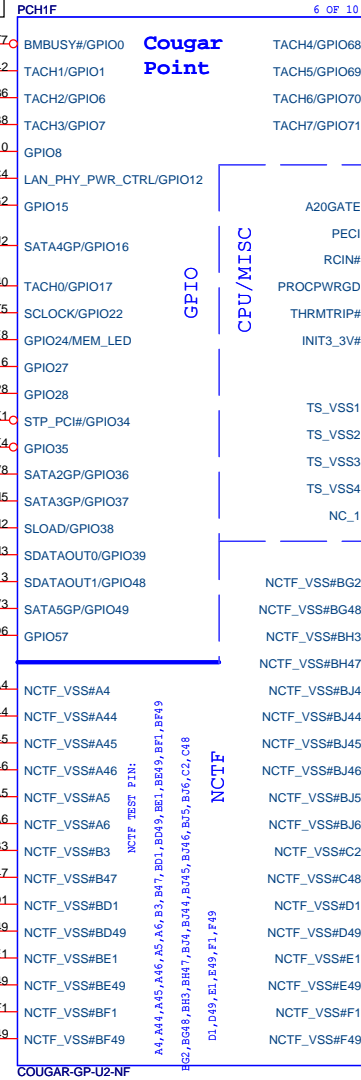 PCH1F
6 OF 10
Cougar
Point
BMBUSY#/GPIO0
TACH1/GPIO1
TACH2/GPIO6
TACH3/GPIO7
GPIO8
LAN_PHY_PWR_CTRL/GPIO12
GPIO15
SATA4GP/GPIO16
TACH0/GPIO17
SCLOCK/GPIO22
GPIO24/MEM_LED
GPIO27
GPIO28
STP_PCI#/GPIO34
GPIO35
SATA2GP/GPIO36
SATA3GP/GPIO37
SLOAD/GPIO38
SDATAOUT0/GPIO39
SDATAOUT1/GPIO48
SATA5GP/GPIO49
GPIO57
NCTF_VSS#A4
NCTF_VSS#A44
NCTF_VSS#A45
NCTF_VSS#A46
NCTF_VSS#A5
NCTF_VSS#A6
NCTF_VSS#B3
NCTF_VSS#B47
NCTF_VSS#BD1
NCTF_VSS#BD49
NCTF_VSS#BE1
NCTF_VSS#BE49
NCTF_VSS#BF1
NCTF_VSS#BF49
GPIO
CPU/MISC
NCTF TEST PIN:
A4,A44,A45,A46,A5,A6,B3,B47,BD1,BD49,BE1,BE49,BF1,BF49
BG2,BG48,BH3,BH47,BJ4,BJ44,BJ45,BJ46,BJ5,BJ6,C2,C48
D1,D49,E1,E49,F1,F49
NCTF
TACH4/GPIO68
TACH5/GPIO69
TACH6/GPIO70
TACH7/GPIO71
A20GATE
PECI
RCIN#
PROCPWRGD
THRMTRIP#
INIT3_3V#
TS_VSS1
TS_VSS2
TS_VSS3
TS_VSS4
NC_1
NCTF_VSS#BG2
NCTF_VSS#BG48
NCTF_VSS#BH3
NCTF_VSS#BH47
NCTF_VSS#BJ4
NCTF_VSS#BJ44
NCTF_VSS#BJ45
NCTF_VSS#BJ46
NCTF_VSS#BJ5
NCTF_VSS#BJ6
NCTF_VSS#C2
NCTF_VSS#C48
NCTF_VSS#D1
NCTF_VSS#D49
NCTF_VSS#E1
NCTF_VSS#E49
NCTF_VSS#F1
NCTF_VSS#F49
COUGAR-GP-U2-NF